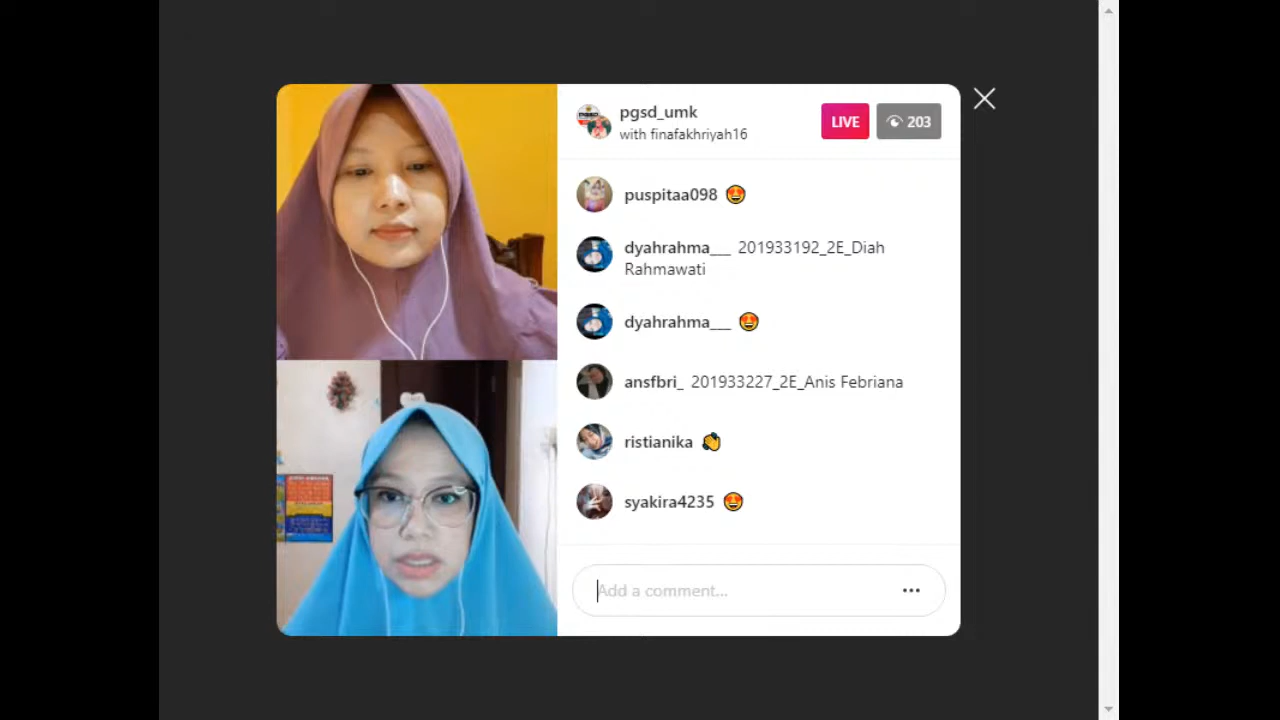 pgsd_umk
with finafakhriyah16
LIVE
203
puspitaa098 🤩
dyahrahma___ 201933192_2E_Diah
Rahmawati
dyahrahma___ 🤩
ansfbri_ 201933227_2E_Anis Febriana
ristianika 👏
syakira4235 🤩
Add a comment...